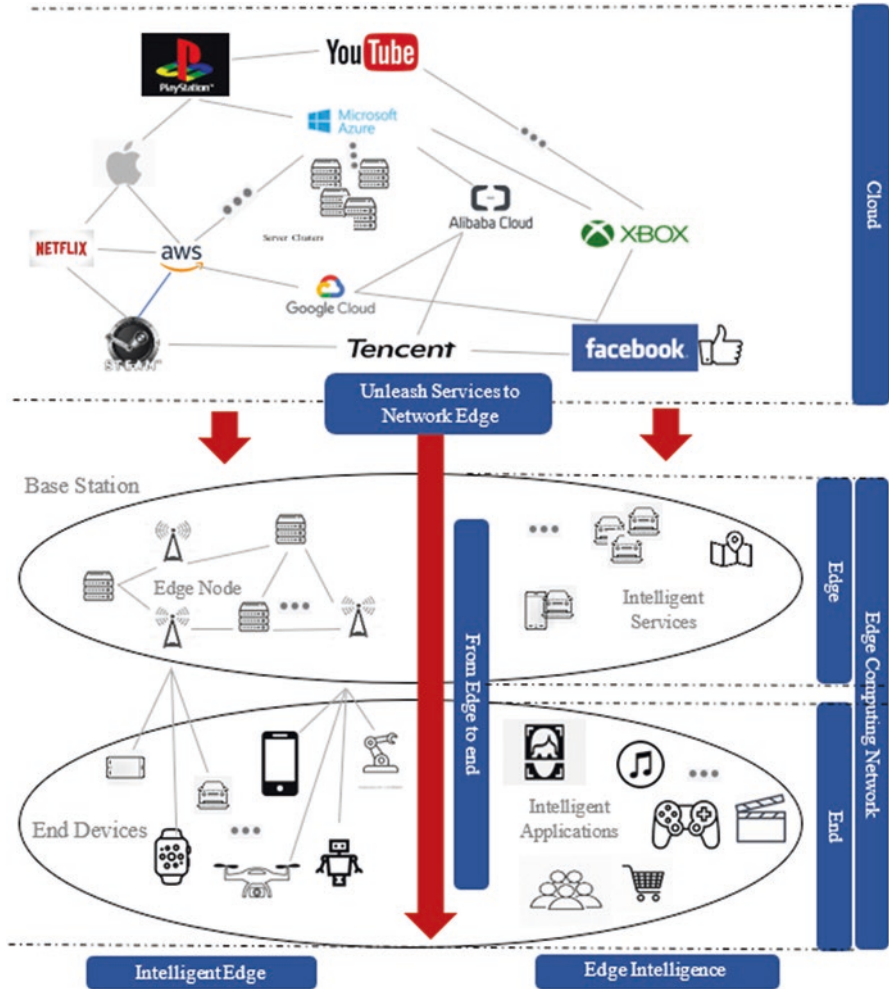 PlayStation
YouTube
Microsoft
Azure
Server Clusters
Alibaba Cloud
XBOX
NETFLIX
aws
Google Cloud
STEAM
Tencent
facebook
Cloud
Unleash Services to
Network Edge
Base Station
Edge Node
Intelligent
Services
Edge
Edge Computing Network
From Edge to end
End Devices
Intelligent
Applications
End
Intelligent Edge
Edge Intelligence